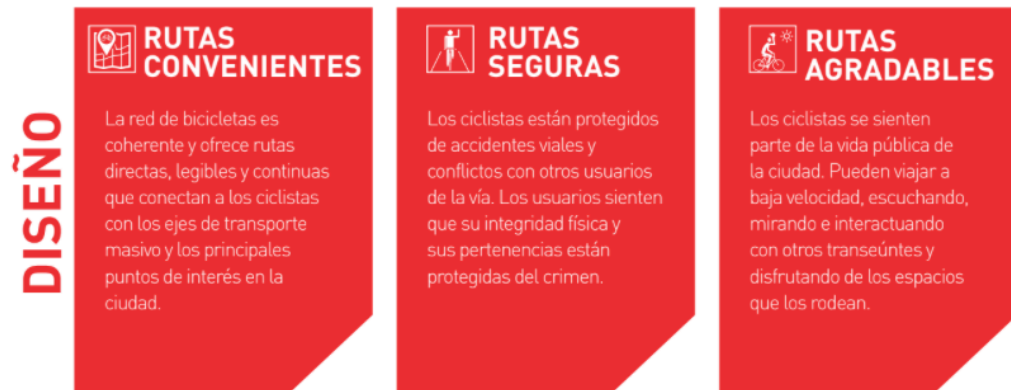 DISEÑO
RUTAS
CONVENIENTES
La red de bicicletas es
coherente y ofrece rutas
directas, legibles y continuas
que conectan a los ciclistas
con los ejes de transporte
masivo y los principales
puntos de interés en la
ciudad.
RUTAS
SEGURAS
Los ciclistas están protegidos
de accidentes viales y
conflictos con otros usuarios
de la vía. Los usuarios sienten
que su integridad física y
sus pertenencias están
protegidas del crimen.
RUTAS
AGRADABLES
Los ciclistas se sienten
parte de la vida pública de
la ciudad. Pueden viajar a
baja velocidad, escuchando,
mirando e interactuando
con otros transeúntes y
disfrutando de los espacios
que los rodean.